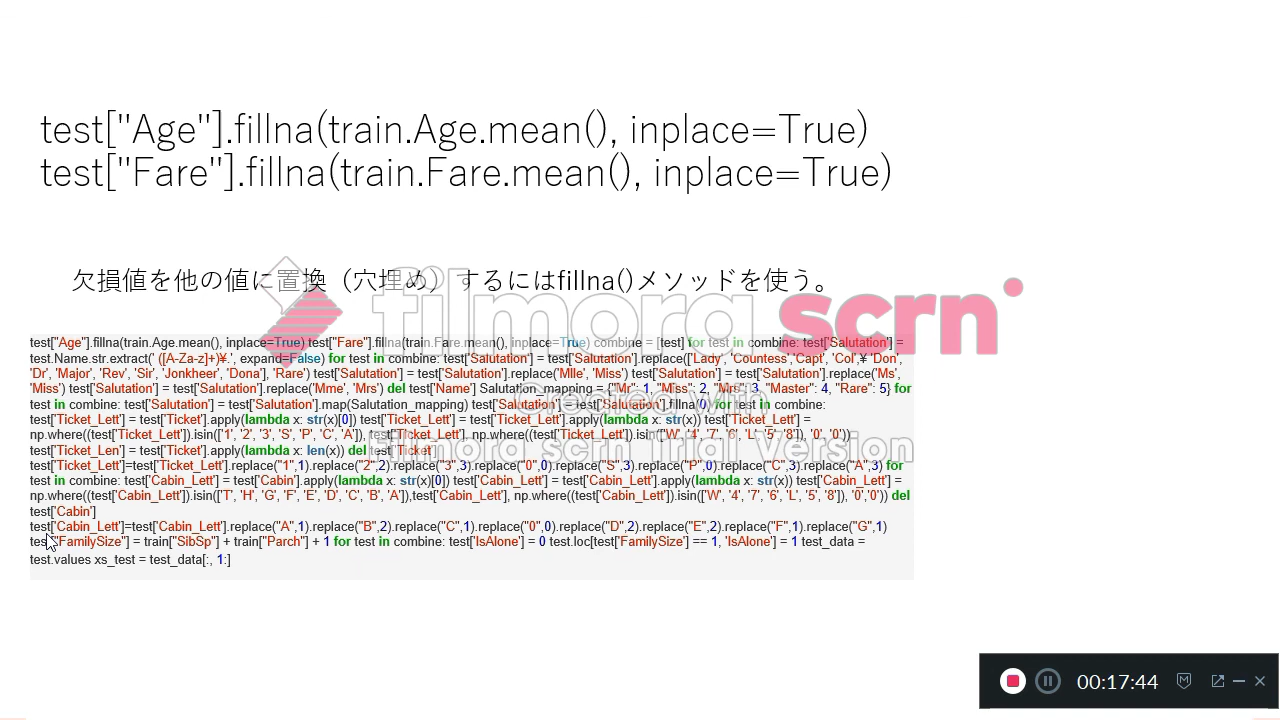 test["Age"].fillna(train.Age.mean(), inplace=True)
test["Fare"].fillna(train.Fare.mean(), inplace=True)
欠損値を他の値に置換（穴埋め）するにはfillna()メソッドを使う。
filmora scrn
test["Age"].fillna(train.Age.mean(), inplace=True) test["Fare"].fillna(train.Fare.mean(), inplace=True) combine = [test] for test in combine: test['Salutation'] =
test.Name.str.extract(' ([A-Za-z]+)¥.', expand=False) for test in combine: test['Salutation'] = test['Salutation'].replace(['Lady', 'Countess','Capt', 'Col',¥ 'Don',
'Dr', 'Major', 'Rev', 'Sir', 'Jonkheer', 'Dona'], 'Rare') test['Salutation'] = test['Salutation'].replace('Mlle', 'Miss') test['Salutation'] = test['Salutation'].replace('Ms',
'Miss') test['Salutation'] = test['Salutation'].replace('Mme', 'Mrs') del test['Name'] Salutation_mapping = {"Mr": 1, "Miss": 2, "Mrs": 3, "Master": 4, "Rare": 5} for
Created with
test in combine: test['Salutation'] = test['Salutation'].map(Salutation_mapping) test['Salutation'] = test['Salutation'].fillna(0) for test in combine:
test['Ticket_Lett'] = test['Ticket'].apply(lambda x: str(x)[0]) test['Ticket_Lett'] = test['Ticket_Lett'].apply(lambda x: str(x)) test['Ticket_Lett'] =
np.where((test['Ticket_Lett']).isin(['1', '2', '3', 'S', 'P', 'C', 'A']), test['Ticket_Lett'], np.where((test['Ticket_Lett']).isin(['W', '4', '7', '6', 'L', '5', '8']), '0', '0'))
Filmora scrn Trial Version
test['Ticket_Len'] = test['Ticket'].apply(lambda x: len(x)) del test['Ticket']
test['Ticket_Lett']=test['Ticket_Lett'].replace("1",1).replace("2",2).replace("3",3).replace("0",0).replace("S",3).replace("P",0).replace("C",3).replace("A",3) for
test in combine: test['Cabin_Lett'] = test['Cabin'].apply(lambda x: str(x)[0]) test['Cabin_Lett'] = test['Cabin_Lett'].apply(lambda x: str(x)) test['Cabin_Lett'] =
np.where((test['Cabin_Lett']).isin(['T', 'H', 'G', 'F', 'E', 'D', 'C', 'B', 'A']),test['Cabin_Lett'], np.where((test['Cabin_Lett']).isin(['W', '4', '7', '6', 'L', '5', '8']), '0','0')) del
test['Cabin']
test['Cabin_Lett']=test['Cabin_Lett'].replace("A",1).replace("B",2).replace("C",1).replace("0",0).replace("D",2).replace("E",2).replace("F",1).replace("G",1)
test["FamilySize"] = train["SibSp"] + train["Parch"] + 1 for test in combine: test['IsAlone'] = 0 test.loc[test['FamilySize'] == 1, 'IsAlone'] = 1 test_data =
test.values xs_test = test_data[:, 1:]
00:17:44